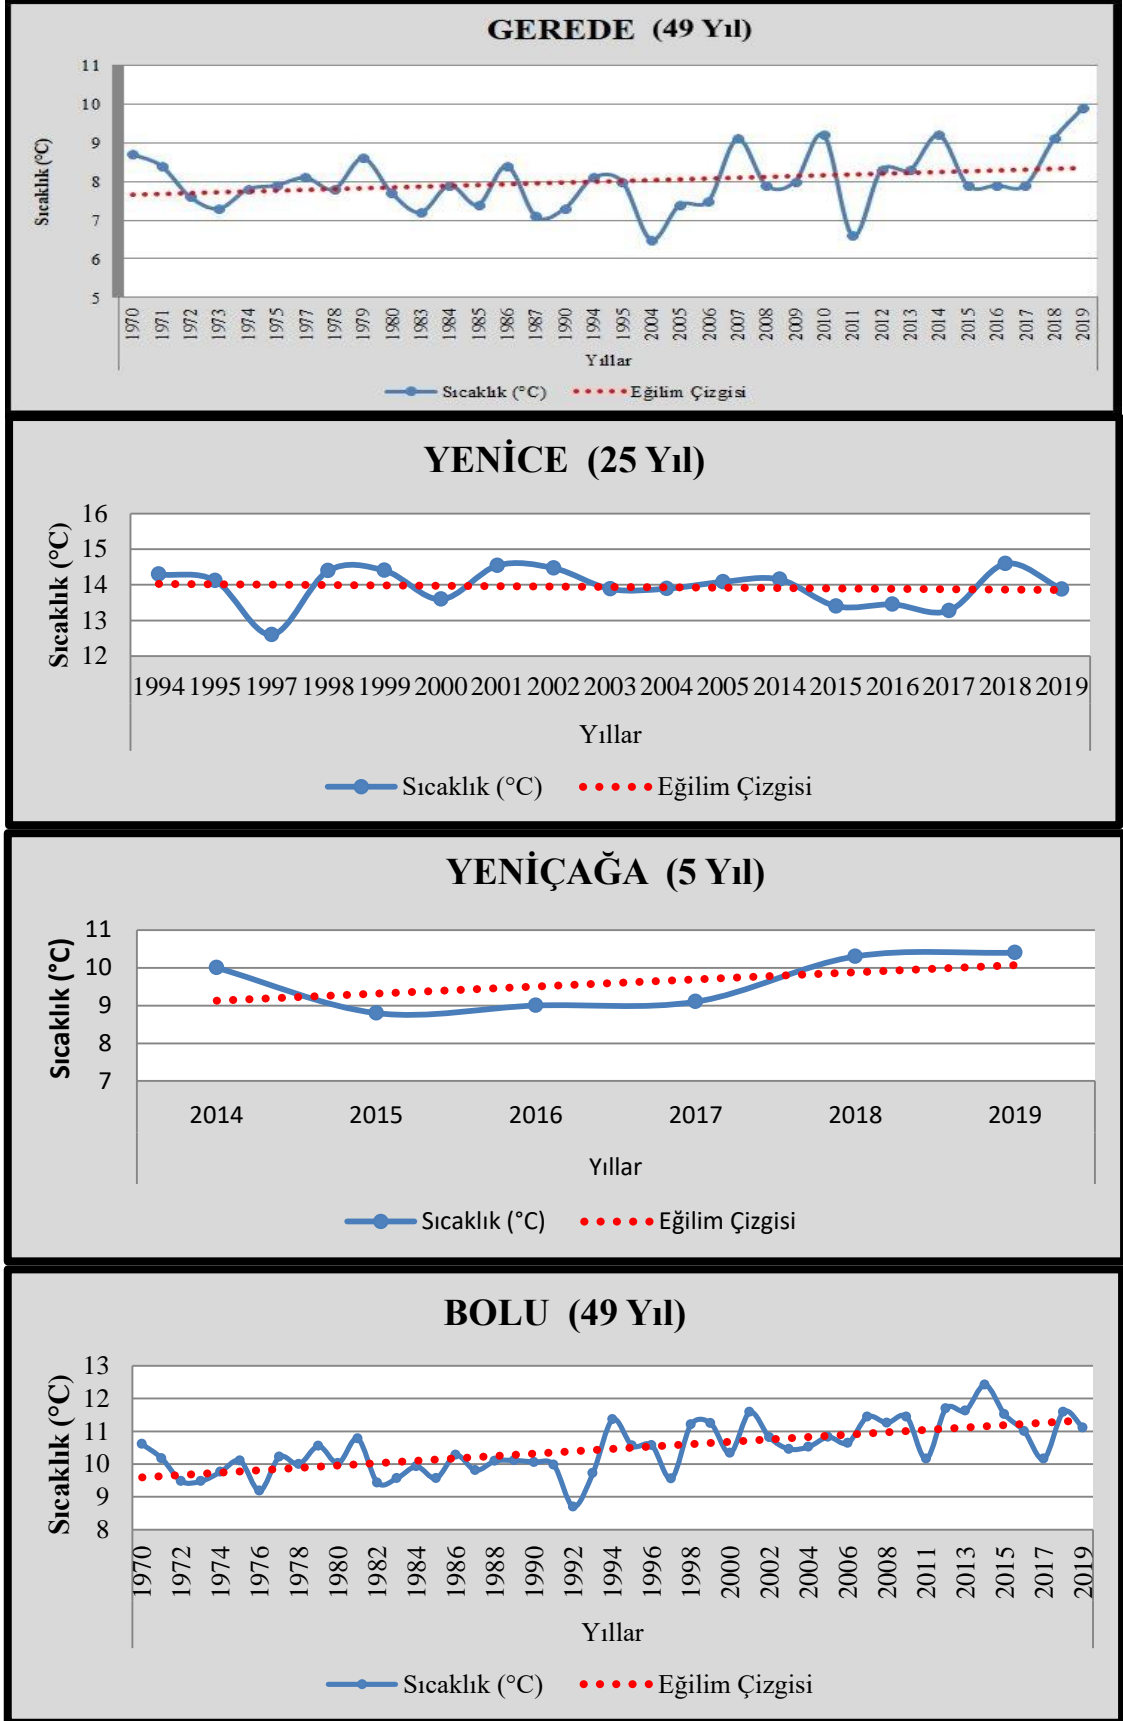 GEREDE (49 Yıl)
Sıcaklık (°C)
11
10
9
8
7
6
5
1970 1971 1972 1973 1974 1975 1977 1978 1979 1980 1983 1984 1985 1986 1987 1990 1994 1995 2004 2005 2006 2007 2008 2009 2010 2011 2012 2013 2014 2015 2016 2017 2018 2019
Yıllar
Sıcaklık (°C) Eğilim Çizgisi
YENİCE (25 Yıl)
Sıcaklık (°C)
16
15
14
13
12
1994 1995 1997 1998 1999 2000 2001 2002 2003 2004 2005 2014 2015 2016 2017 2018 2019
Yıllar
Sıcaklık (°C) Eğilim Çizgisi
YENİÇAĞA (5 Yıl)
Sıcaklık (°C)
11
10
9
8
7
2014 2015 2016 2017 2018 2019
Yıllar
Sıcaklık (°C) Eğilim Çizgisi
BOLU (49 Yıl)
Sıcaklık (°C)
13
12
11
10
9
8
1970 1972 1974 1976 1978 1980 1982 1984 1986 1988 1990 1992 1994 1996 1998 2000 2002 2004 2006 2008 2011 2013 2015 2017 2019
Yıllar
Sıcaklık (°C) Eğilim Çizgisi